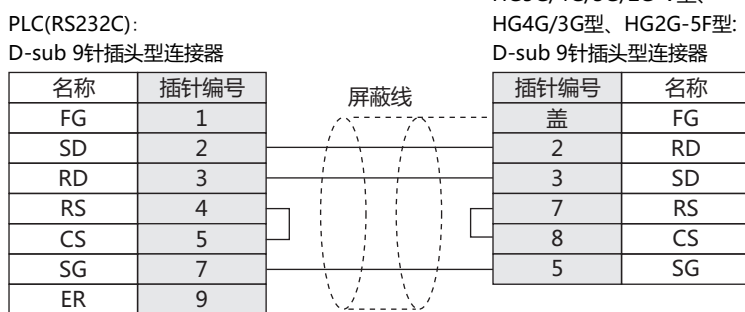 PLC(RS232C):
D-sub 9针插头型连接器
HG4G/3G型、HG2G-5F型:
D-sub 9针插头型连接器
名称 插针编号
FG 1
SD 2
RD 3
RS 4
CS 5
SG 7
ER 9
屏蔽线
插针编号 名称
盖 FG
2 RD
3 SD
7 RS
8 CS
5 SG